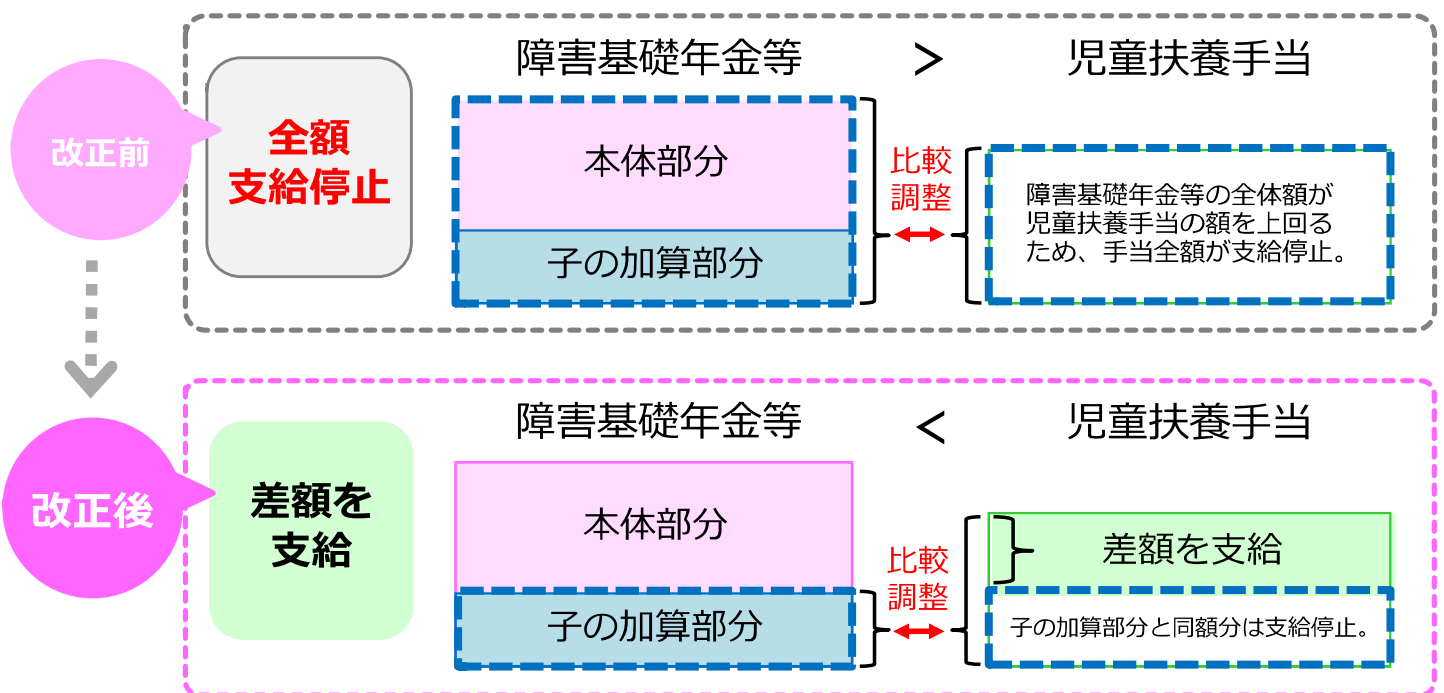 改正前
全額
支給停止
障害基礎年金等 > 児童扶養手当
本体部分
子の加算部分
比較
調整
障害基礎年金等の全体額が
児童扶養手当の額を上回る
ため、手当全額が支給停止。
改正後
差額を
支給
障害基礎年金等 < 児童扶養手当
本体部分
子の加算部分
比較
調整
差額を支給
子の加算部分と同額分は支給停止。